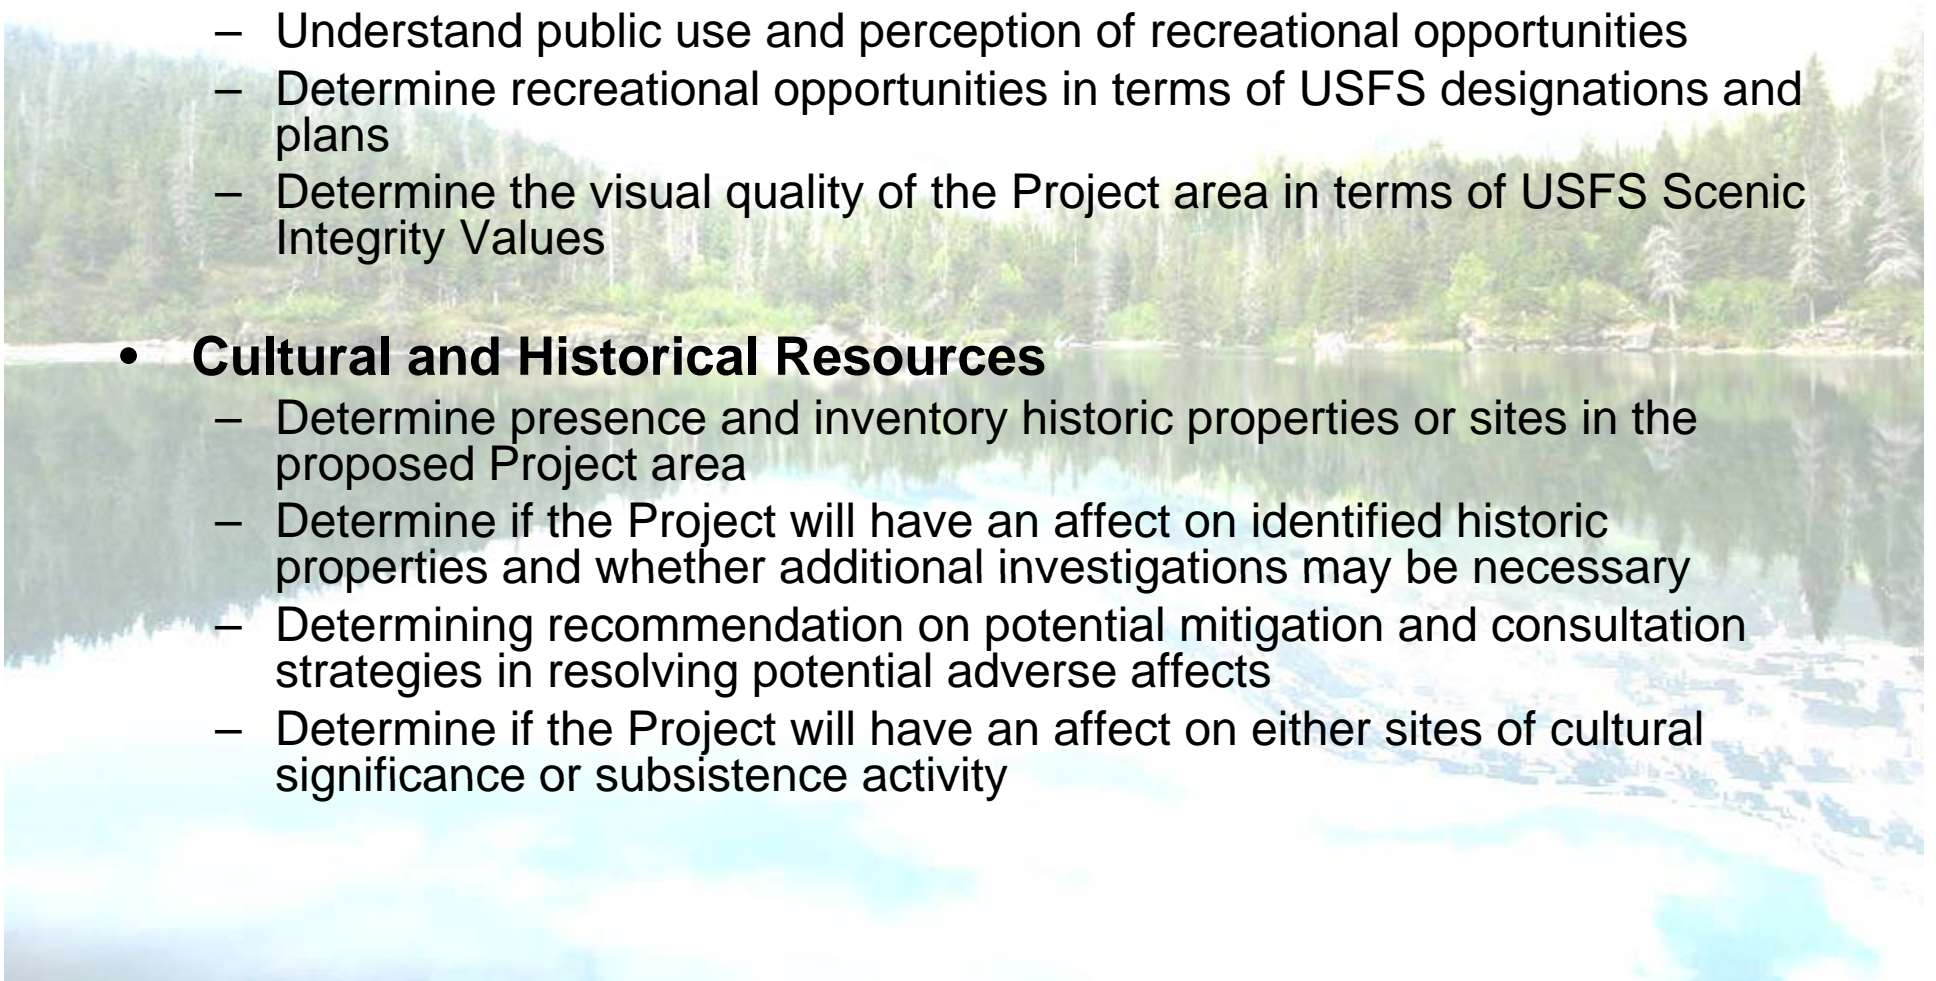 – Understand public use and perception of recreational opportunities
– Determine recreational opportunities in terms of USFS designations and
plans
– Determine the visual quality of the Project area in terms of USFS Scenic
Integrity Values
• Cultural and Historical Resources
– Determine presence and inventory historic properties or sites in the
proposed Project area
– Determine if the Project will have an affect on identified historic
properties and whether additional investigations may be necessary
– Determining recommendation on potential mitigation and consultation
strategies in resolving potential adverse affects
– Determine if the Project will have an affect on either sites of cultural
significance or subsistence activity